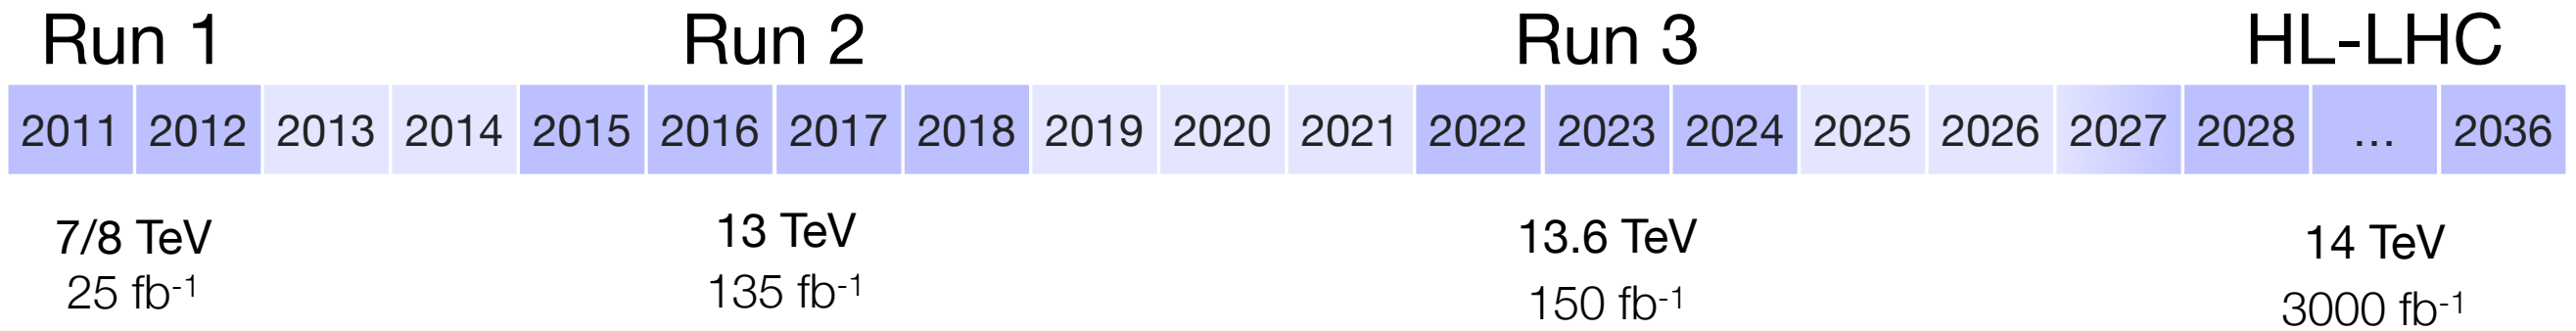 Run 1 Run 2 Run 3 HL-LHC
2011 2012 2013 2014 2015 2016 2017 2018 2019 2020 2021 2022 2023 2024 2025 2026 2027 2028 ... 2036
7/8 TeV 13 TeV 13.6 TeV 14 TeV
25 fb⁻¹ 135 fb⁻¹ 150 fb⁻¹ 3000 fb⁻¹